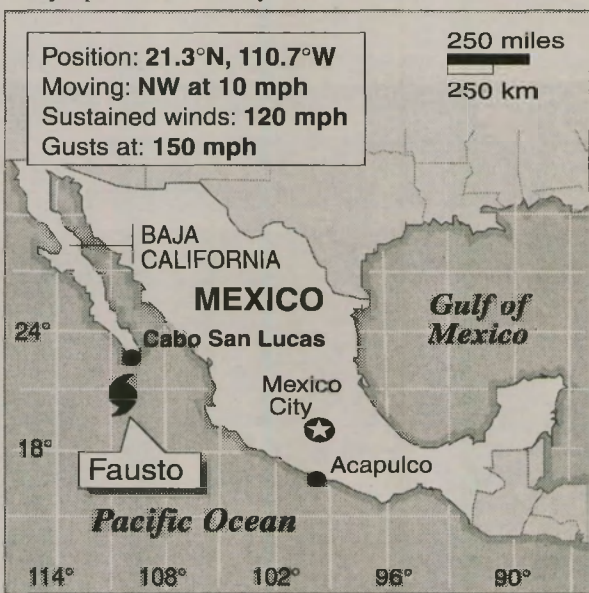 Position: 21.3°N, 110.7°W
Moving: NW at 10 mph
Sustained winds: 120 mph
Gusts at: 150 mph
250 miles
250 km
BAJA
CALIFORNIA
MEXICO
Gulf of
Mexico
24°
Cabo San Lucas
Mexico
City
18°
Fausto
Acapulco
Pacific Ocean
114° 108° 102° 96° 90°